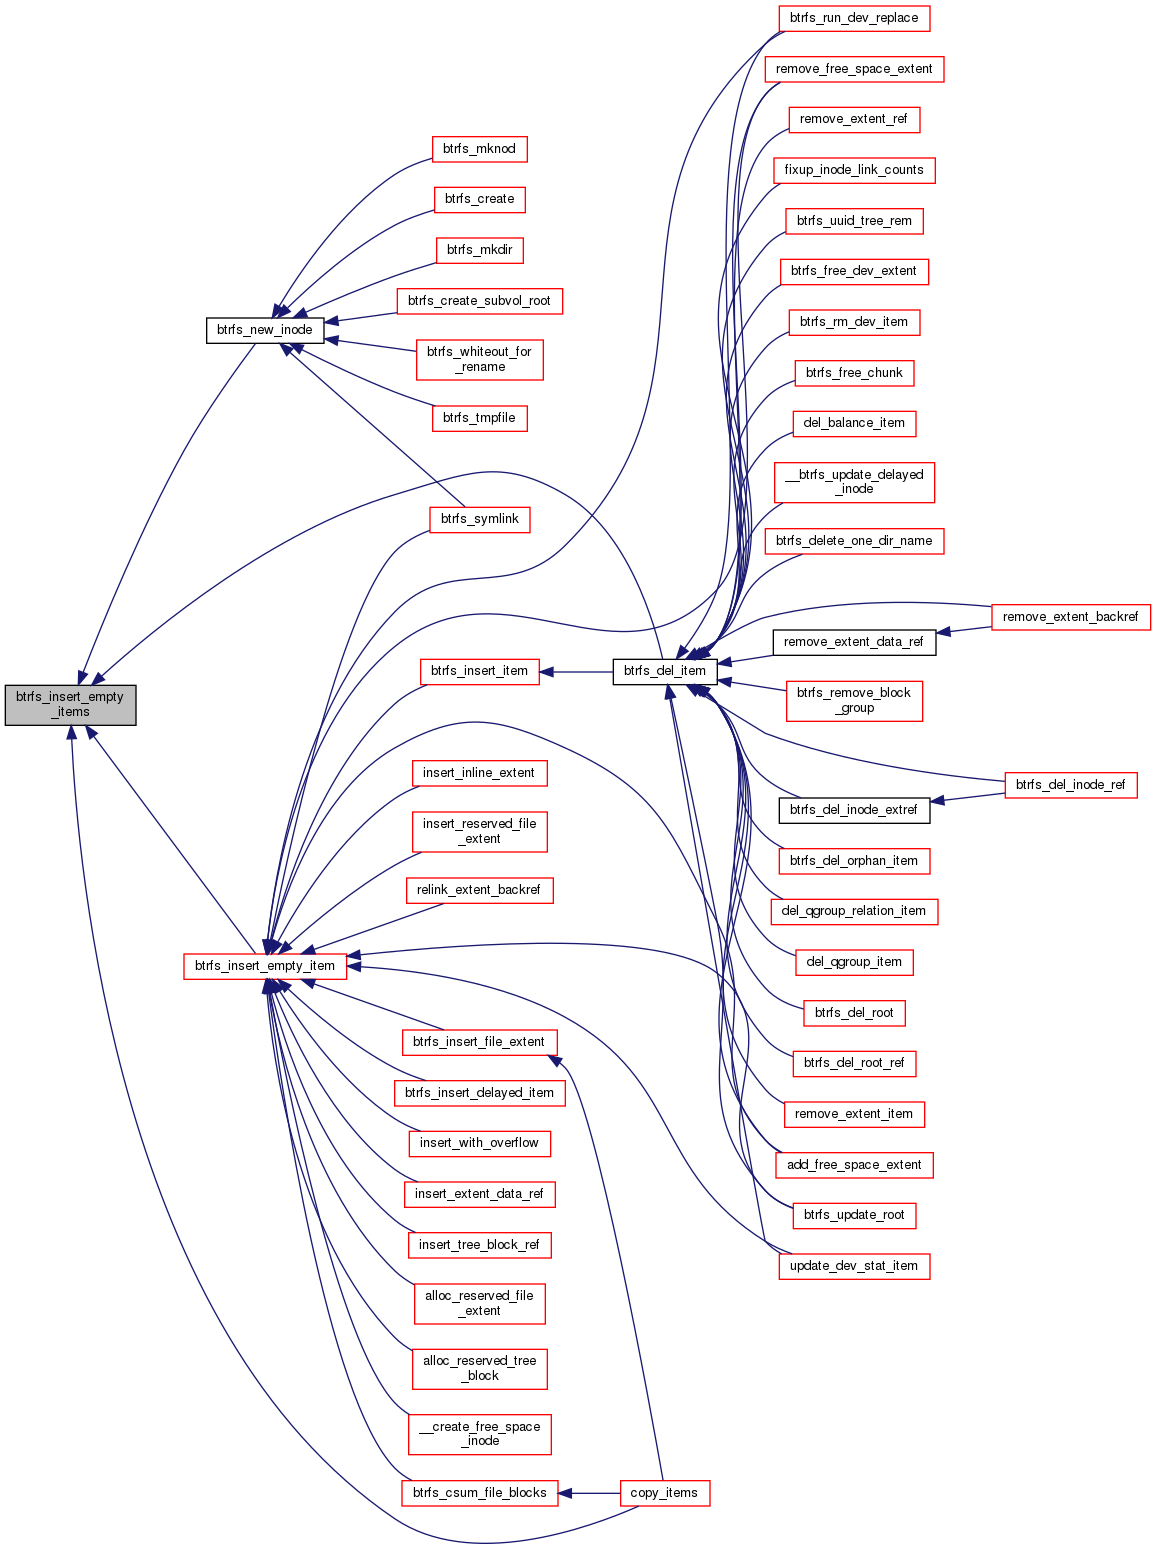 btrfs_run_dev_replace
remove_free_space_extent
remove_extent_ref
btrfs_mknod
fixup_inode_link_counts
btrfs_create
btrfs_uuid_tree_rem
btrfs_mkdir
btrfs_free_dev_extent
btrfs_create_subvol_root
btrfs_new_inode
btrfs_rm_dev_item
btrfs_whiteout_for
_rename
btrfs_free_chunk
btrfs_tmpfile
del_balance_item
__btrfs_update_delayed
_inode
btrfs_symlink
btrfs_delete_one_dir_name
remove_extent_backref
remove_extent_data_ref
btrfs_insert_item
btrfs_del_item
btrfs_insert_empty
_items
btrfs_remove_block
_group
insert_inline_extent
btrfs_del_inode_ref
btrfs_del_inode_extref
insert_reserved_file
_extent
btrfs_del_orphan_item
relink_extent_backref
del_qgroup_relation_item
btrfs_insert_empty_item
del_qgroup_item
btrfs_del_root
btrfs_insert_file_extent
btrfs_del_root_ref
btrfs_insert_delayed_item
remove_extent_item
insert_with_overflow
add_free_space_extent
insert_extent_data_ref
btrfs_update_root
insert_tree_block_ref
update_dev_stat_item
alloc_reserved_file
_extent
alloc_reserved_tree
_block
__create_free_space
_inode
btrfs_csum_file_blocks
copy_items